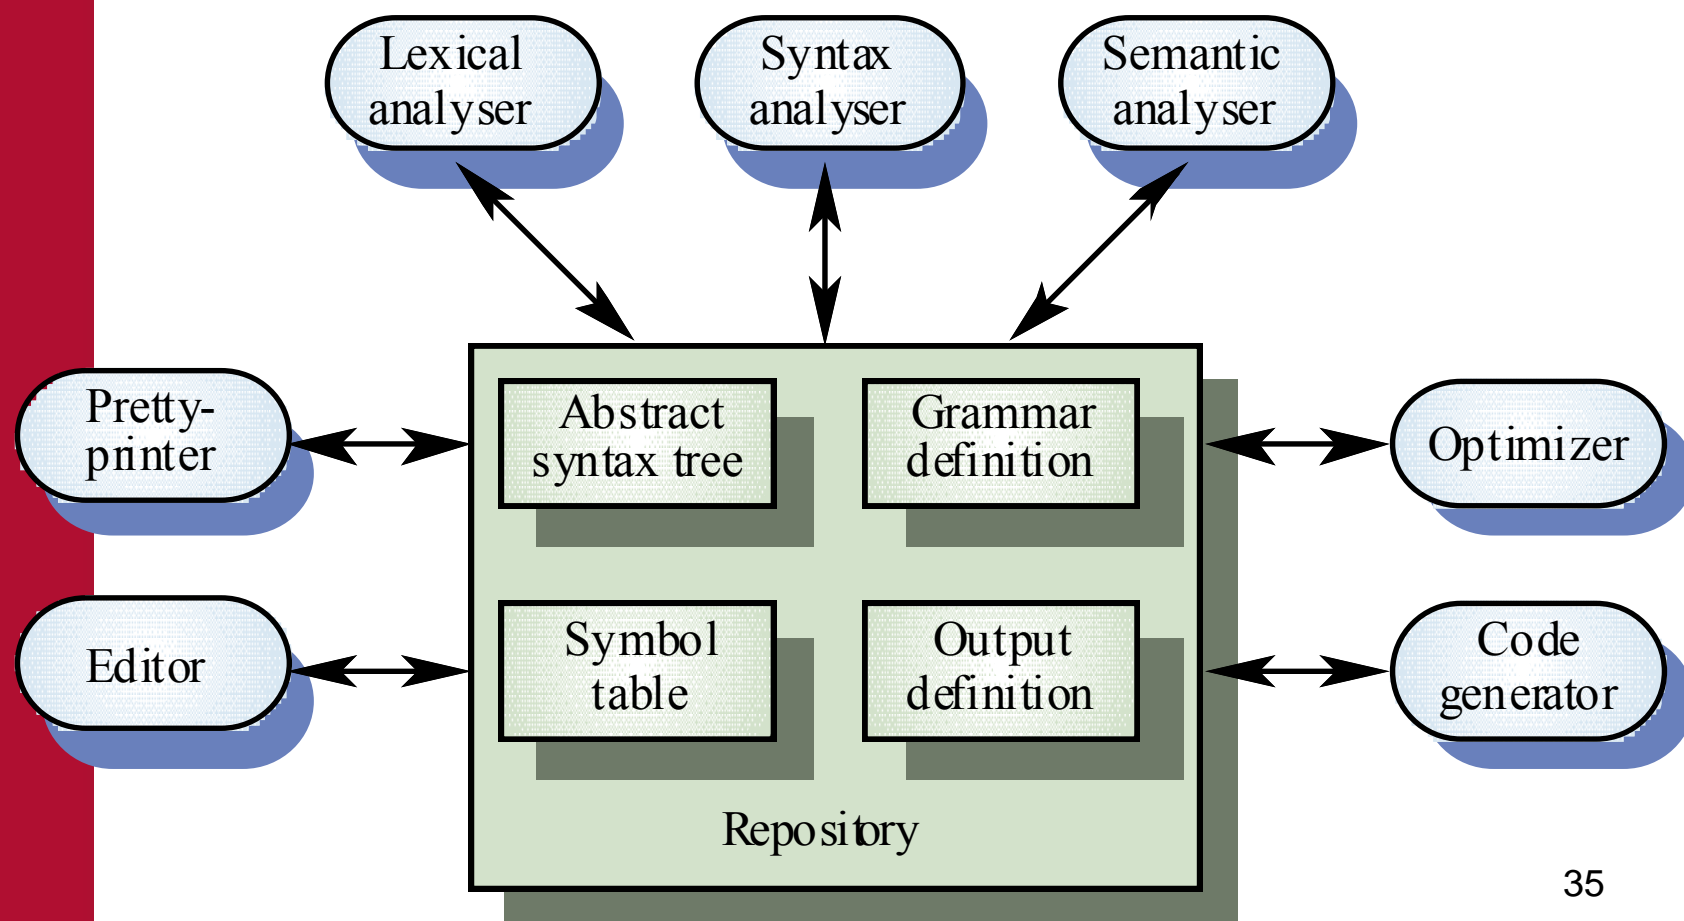 Lexical
analyser
Syntax
analyser
Semantic
analyser
Pretty-
printer
Abstract
syntax tree
Grammar
definition
Optimizer
Editor
Symbol
table
Output
definition
Code
generator
Repository
35